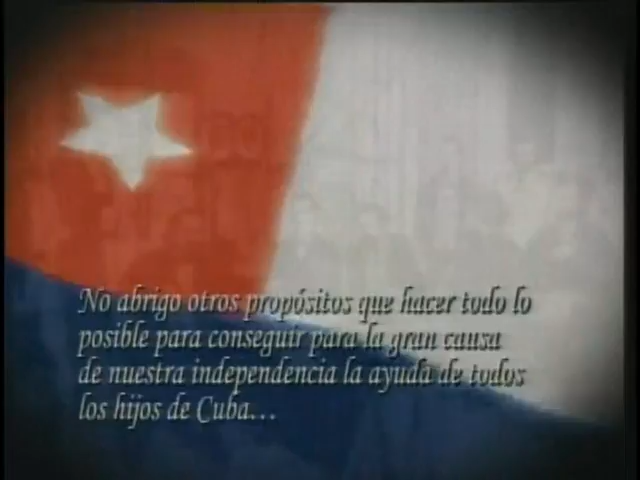 No abrigo otros propósitos que hacer todo lo
posible para conseguir para la gran causa
de nuestra independencia la ayuda de todos
los hijos de Cuba...